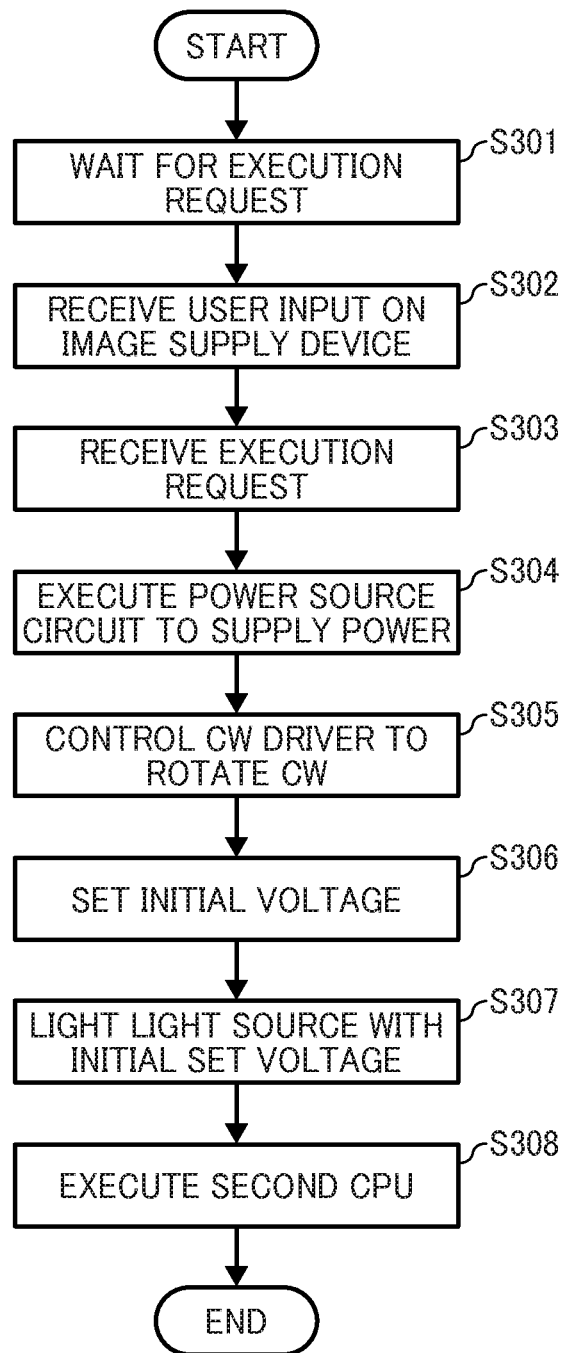 START
S301
WAIT FOR EXECUTION
REQUEST
S302
RECEIVE USER INPUT ON
IMAGE SUPPLY DEVICE
S303
RECEIVE EXECUTION
REQUEST
S304
EXECUTE POWER SOURCE
CIRCUIT TO SUPPLY POWER
S305
CONTROL CW DRIVER TO
ROTATE CW
S306
SET INITIAL VOLTAGE
S307
LIGHT LIGHT SOURCE WITH
INITIAL SET VOLTAGE
S308
EXECUTE SECOND CPU
END